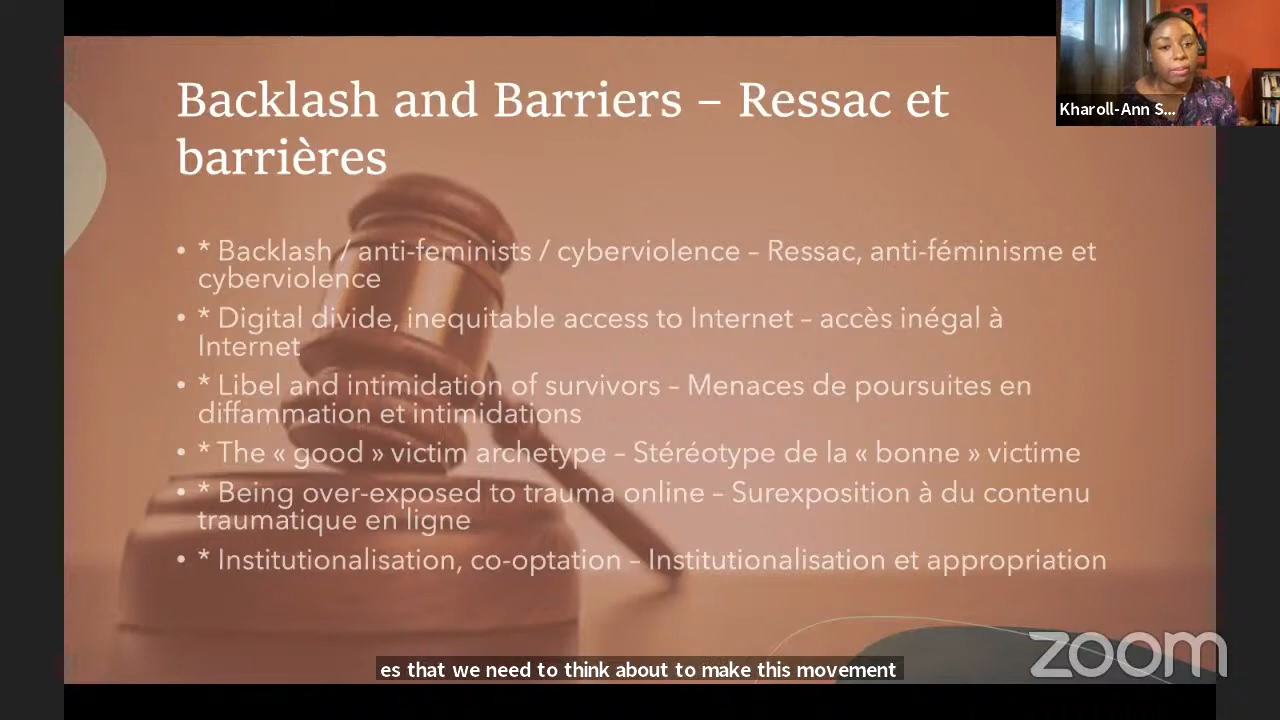 Kharoll-Ann S...
Backlash and Barriers – Ressac et
barrières
• * Backlash / anti-feminists / cyberviolence – Ressac, anti-féminisme et
cyberviolence
• * Digital divide, inequitable access to Internet – accès inégal à
Internet
• * Libel and intimidation of survivors – Menaces de poursuites en
diffammation et intimidations
• * The « good » victim archetype – Stéréotype de la « bonne » victime
• * Being over-exposed to trauma online – Surexposition à du contenu
traumatique en ligne
• * Institutionalisation, co-optation – Institutionalisation et appropriation
zoom
es that we need to think about to make this movement